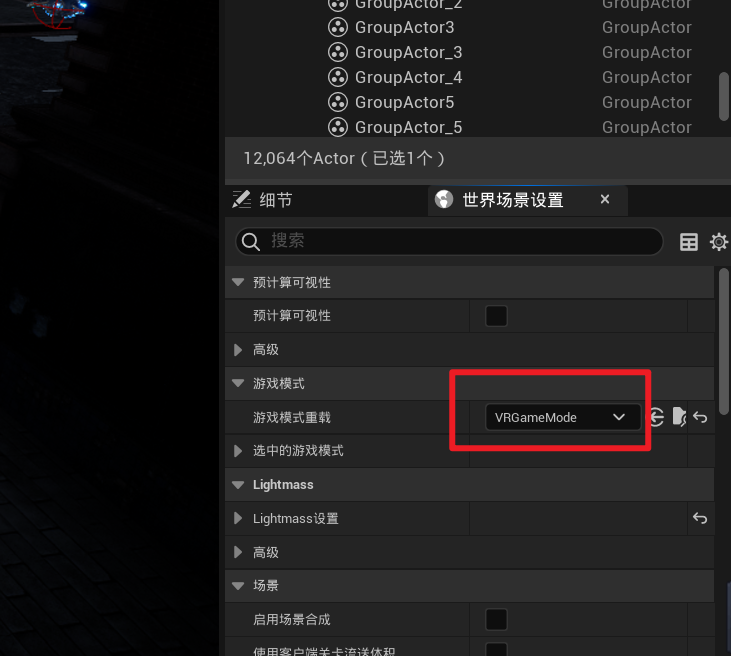 GroupActor_2 GroupActor
GroupActor3 GroupActor
GroupActor_3 GroupActor
GroupActor_4 GroupActor
GroupActor5 GroupActor
GroupActor_5 GroupActor
12,064个Actor（已选1个）
细节 世界场景设置
搜索
预计算可视性
预计算可视性
高级
游戏模式
游戏模式重载 VRGameMode
选中的游戏模式
Lightmass
Lightmass设置
高级
场景
启用场景合成
使用客户端关卡流送体积